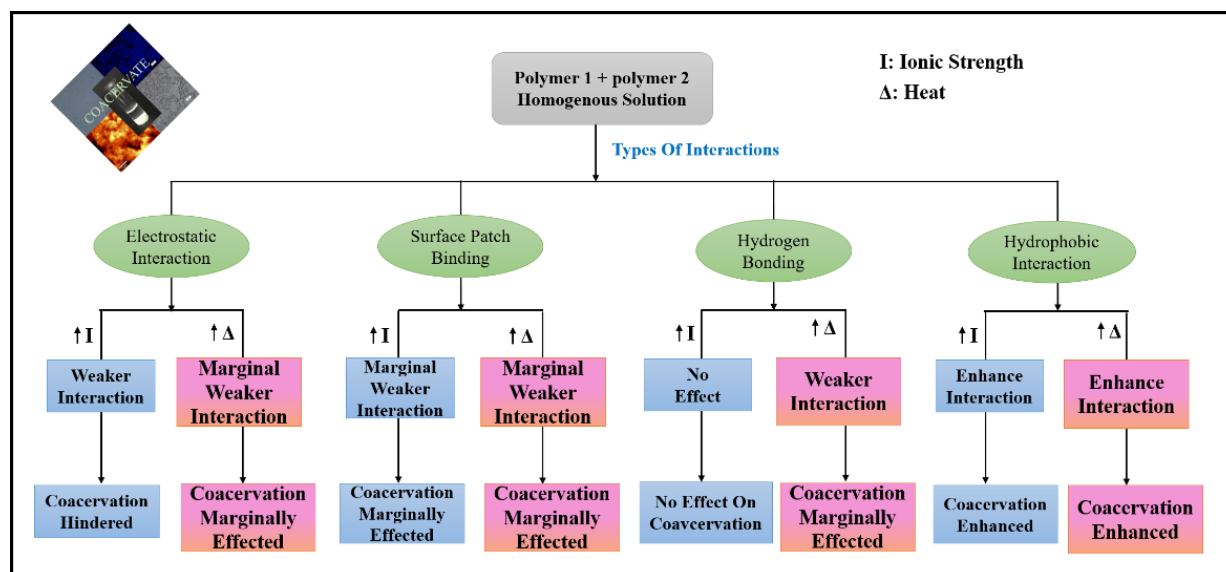 COACERVATE
Polymer 1 + polymer 2
Homogenous Solution
I: Ionic Strength
Δ: Heat
Types Of Interactions
Electrostatic
Interaction
Surface Patch
Binding
Hydrogen
Bonding
Hydrophobic
Interaction
↑I
↑Δ
↑I
↑Δ
↑I
↑Δ
↑I
↑Δ
Weaker
Interaction
Marginal
Weaker
Interaction
Marginal
Weaker
Interaction
Marginal
Weaker
Interaction
No
Effect
Weaker
Interaction
Enhance
Interaction
Enhance
Interaction
Coacervation
Hindered
Coacervation
Marginally
Effected
Coacervation
Marginally
Effected
Coacervation
Marginally
Effected
No Effect On
Coavcervation
Coacervation
Marginally
Effected
Coacervation
Enhanced
Coacervation
Enhanced